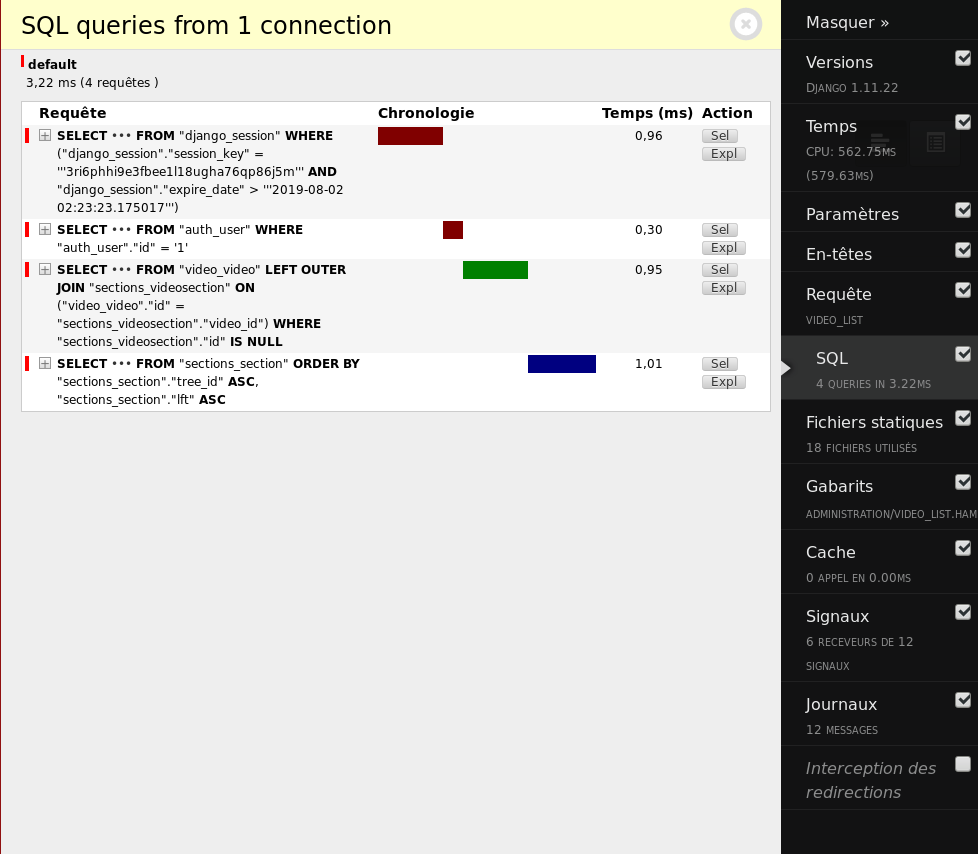 SQL queries from 1 connection
default
3,22 ms (4 requêtes )
Requête Chronologie Temps (ms) Action
SELECT ••• FROM "django_session" WHERE 0,96 Sel
("django_session"."session_key" = Expl
'''3ri6phhi9e3fbee1l18ugha76qp86j5m''' AND
"django_session"."expire_date" > '''2019-08-02
02:23:23.175017''')
SELECT ••• FROM "auth_user" WHERE 0,30 Sel
"auth_user"."id" = '1' Expl
SELECT ••• FROM "video_video" LEFT OUTER 0,95 Sel
JOIN "sections_videosection" ON Expl
("video_video"."id" =
"sections_videosection"."video_id") WHERE
"sections_videosection"."id" IS NULL
SELECT ••• FROM "sections_section" ORDER BY 1,01 Sel
"sections_section"."tree_id" ASC, Expl
"sections_section"."lft" ASC
Masquer »
Versions
DJANGO 1.11.22
Temps
CPU: 562.75MS
(579.63MS)
Paramètres
En-têtes
Requête
VIDEO_LIST
SQL
4 QUERIES IN 3.22MS
Fichiers statiques
18 FICHIERS UTILISÉS
Gabarits
ADMINISTRATION/VIDEO_LIST.HAM
Cache
0 APPEL EN 0.00MS
Signaux
6 RECEVEURS DE 12
SIGNAUX
Journaux
12 MESSAGES
Interception des
redirections